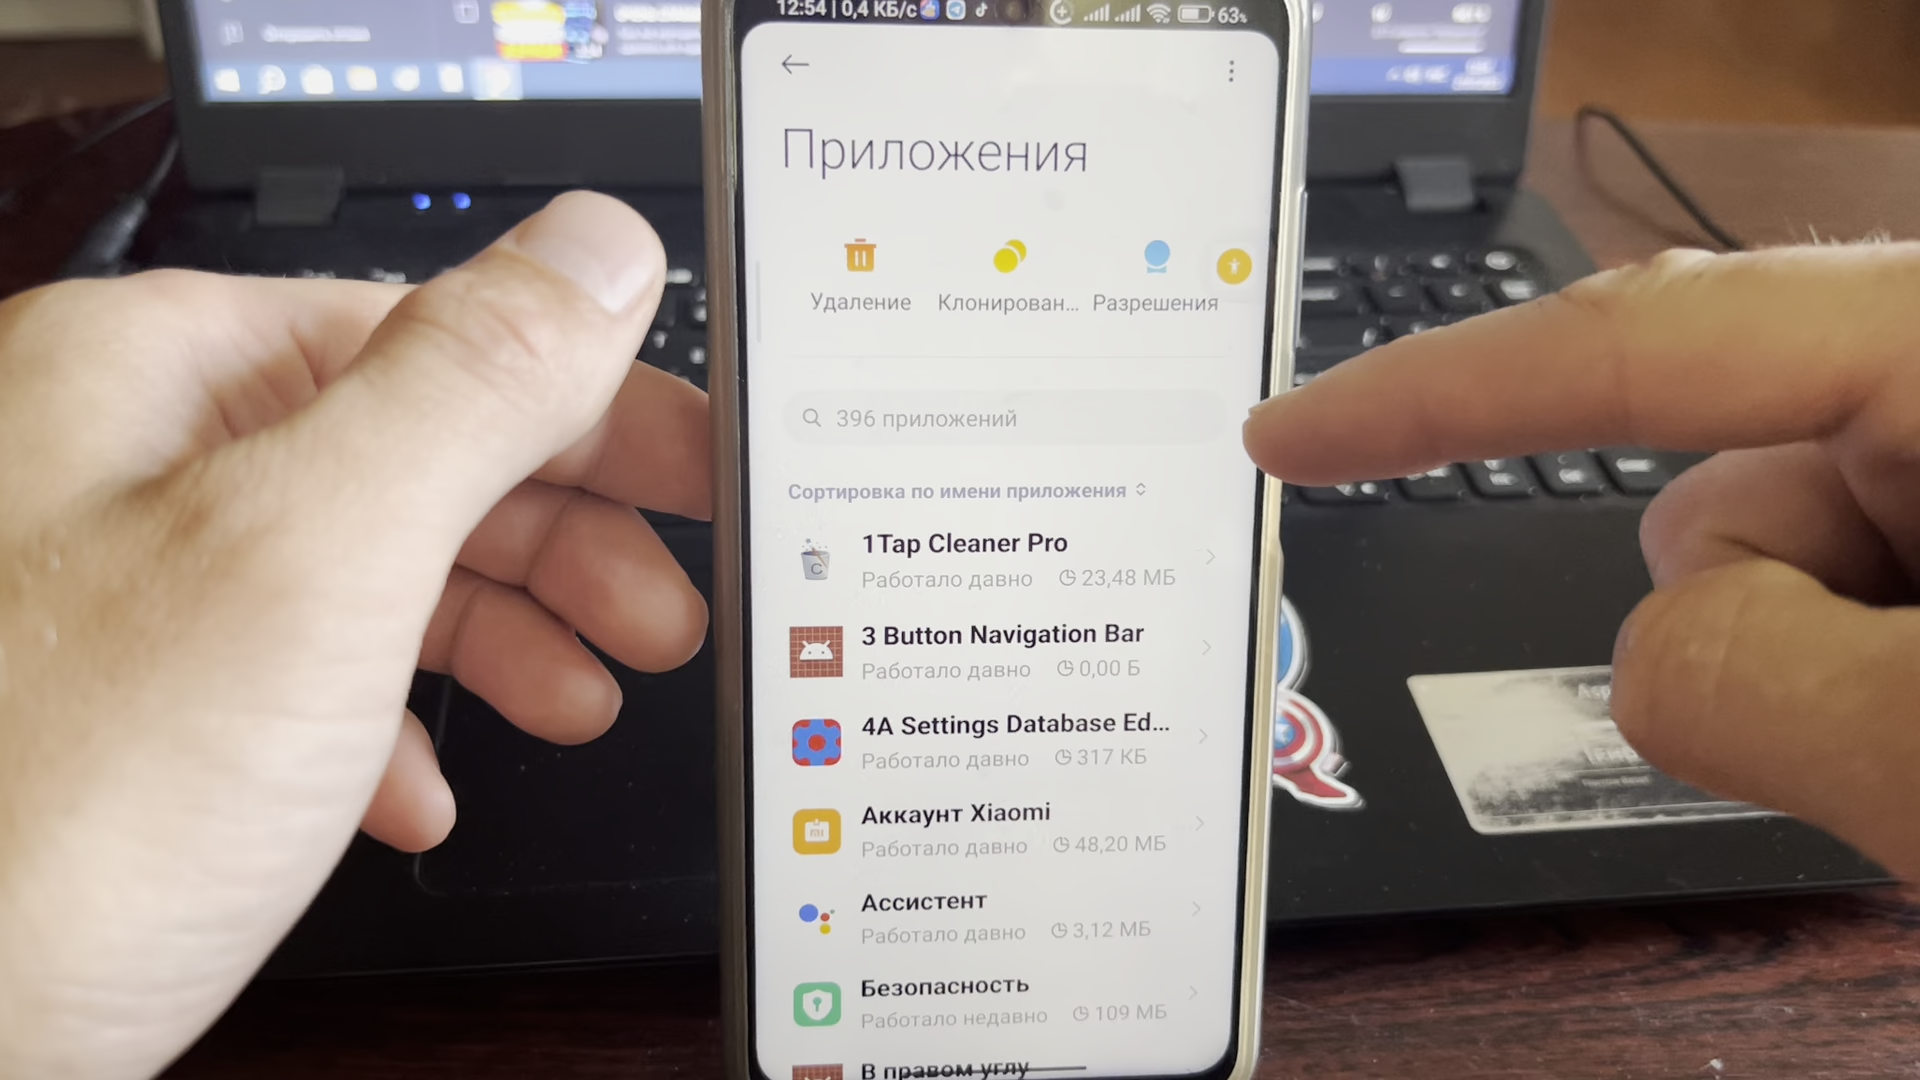 12:54 | 0,4 КБ/с
63%
Приложения
Удаление
Клонирован...
Разрешения
396 приложений
Сортировка по имени приложения
1Tap Cleaner Pro
Работало давно 23,48 МБ
3 Button Navigation Bar
Работало давно 0,00 Б
4A Settings Database Ed...
Работало давно 317 КБ
Аккаунт Xiaomi
Работало давно 48,20 МБ
Ассистент
Работало давно 3,12 МБ
Безопасность
Работало недавно 109 МБ
В правом углу